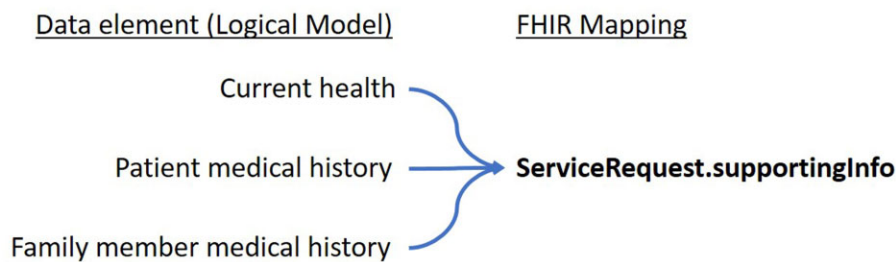 Data element (Logical Model) FHIR Mapping
Current health
Patient medical history ServiceRequest.supportingInfo
Family member medical history